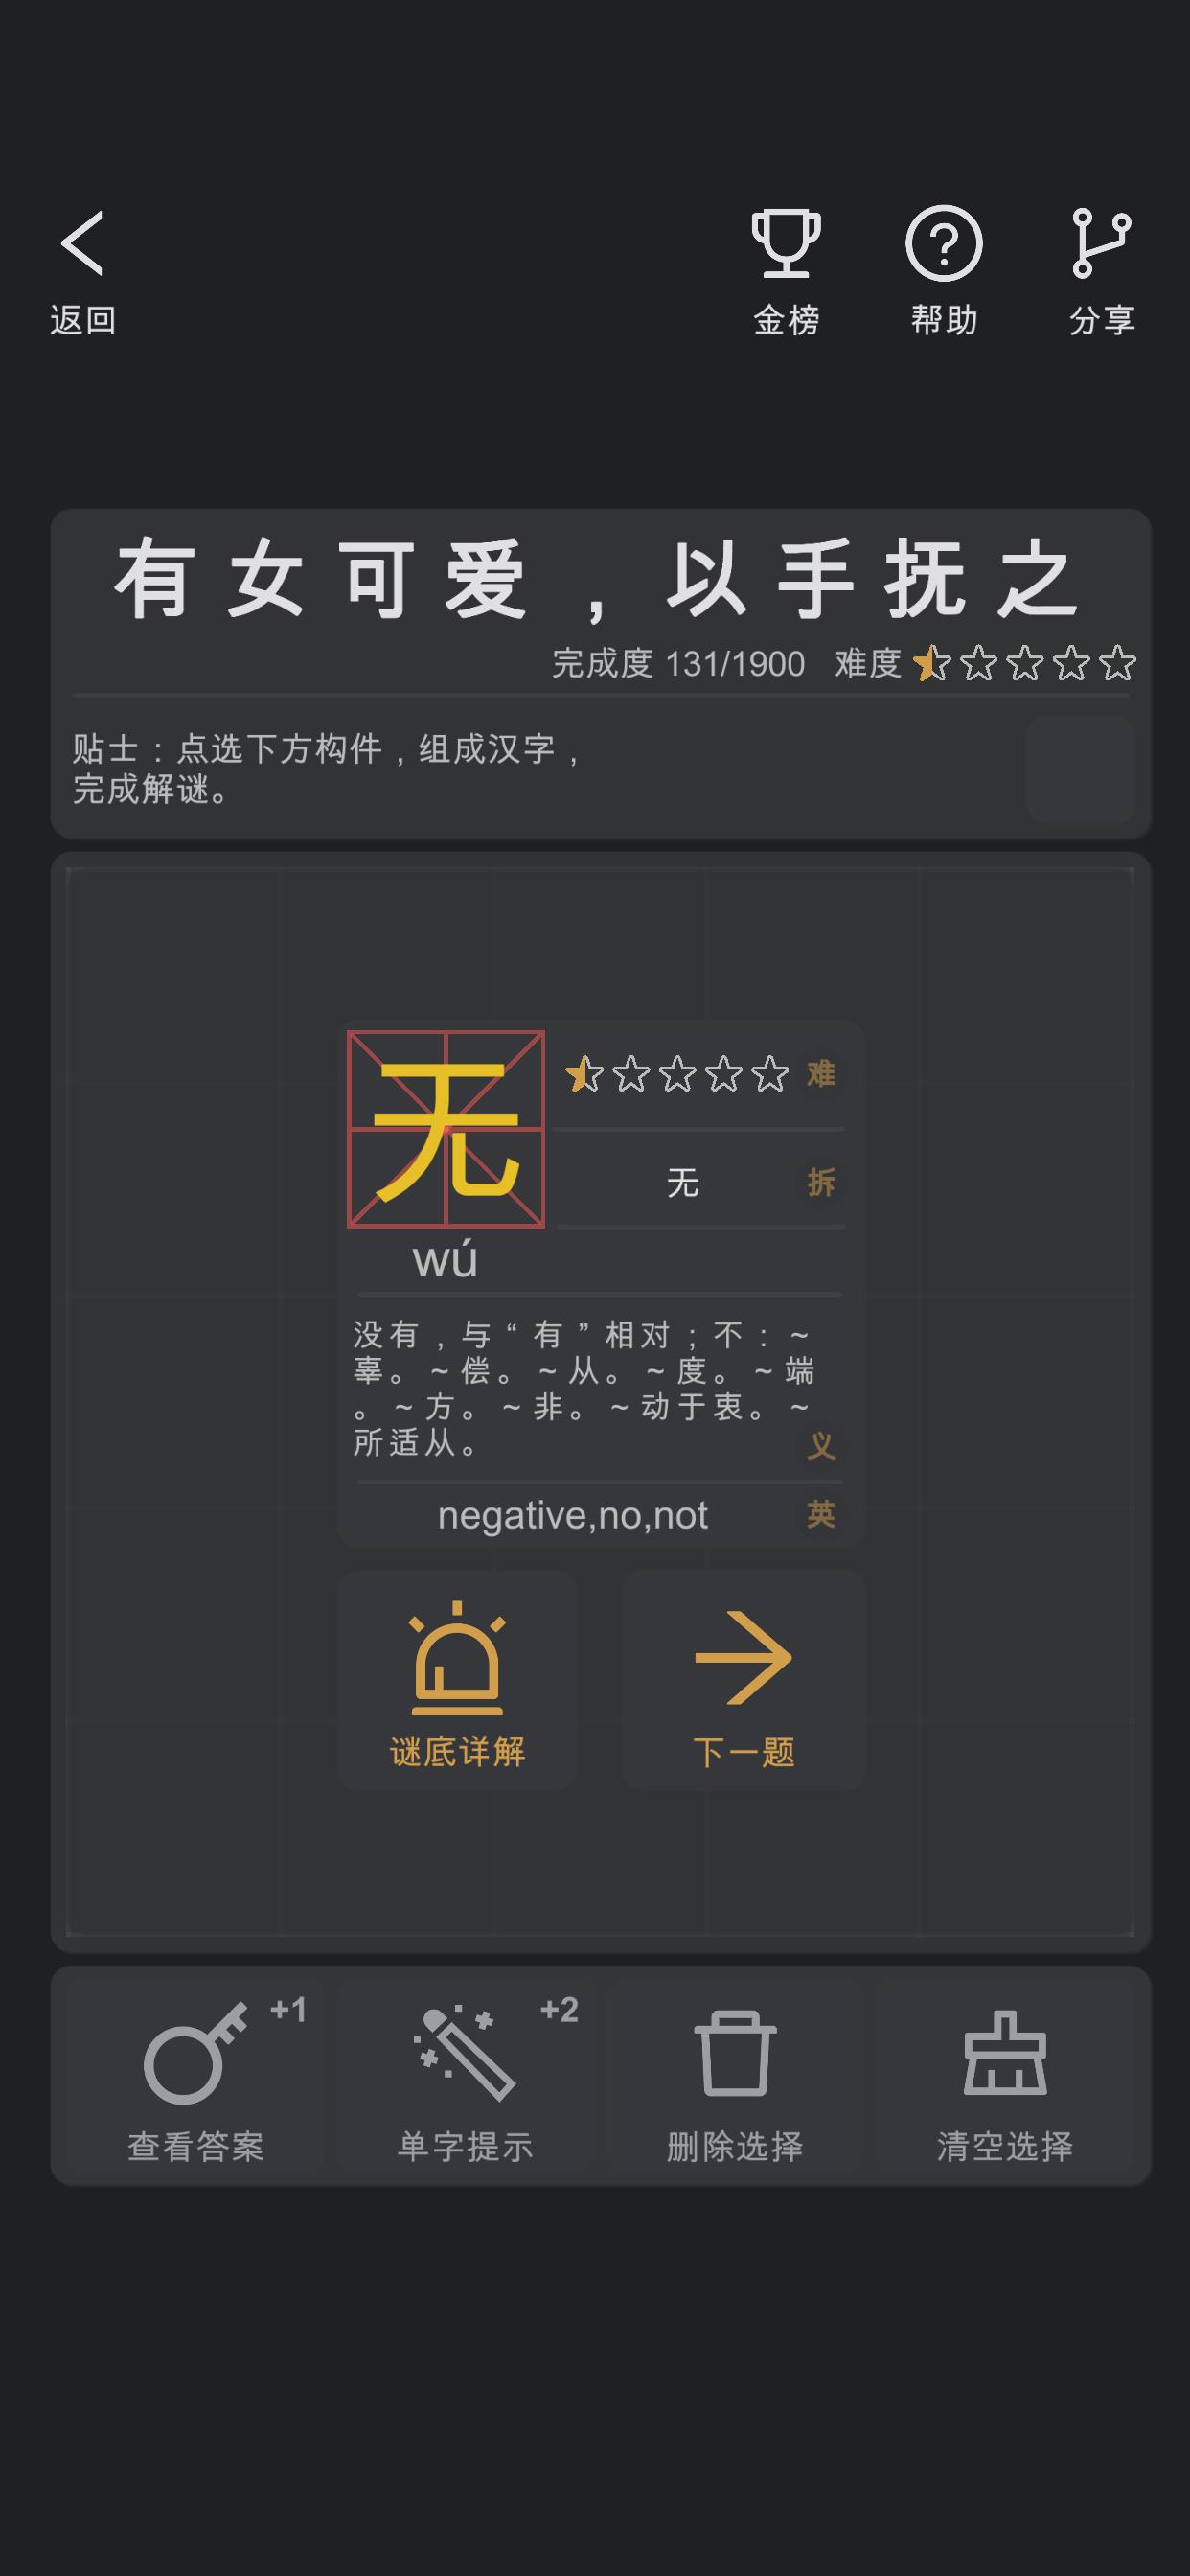 返回 金榜 帮助 分享
有女可爱，以手抚之
完成度 131/1900 难度
贴士：点选下方构件，组成汉字，
完成解谜。
无 难
无 拆
wú
没有，与“有”相对；不：~
辜。~偿。~从。~度。~端
。~方。~非。~动于衷。~
所适从。
义
negative,no,not 英
谜底详解 下一题
+1 +2
查看答案 单字提示 删除选择 清空选择